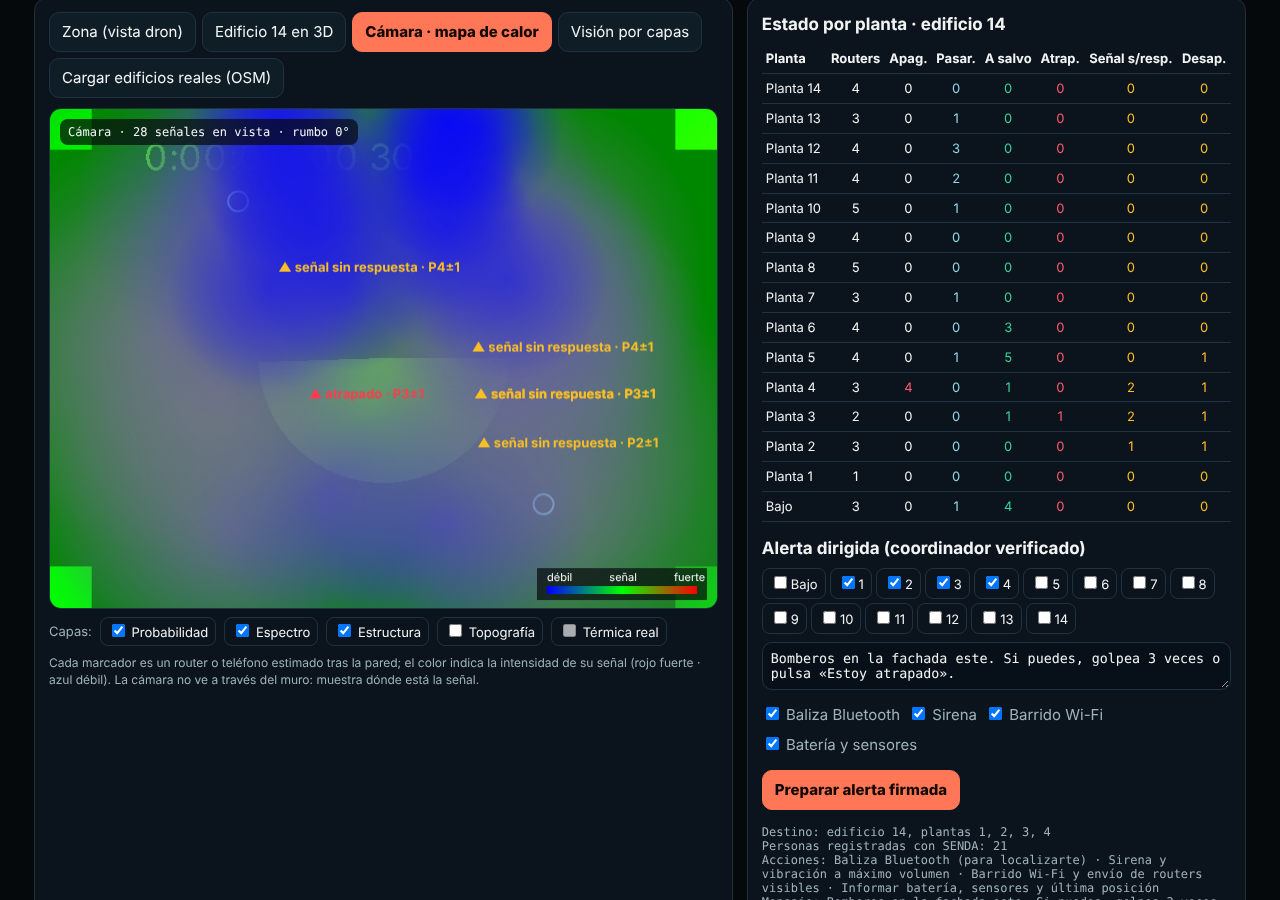 Zona (vista dron)
Edificio 14 en 3D
Cámara · mapa de calor
Visión por capas
Cargar edificios reales (OSM)
Cámara · 28 señales en vista · rumbo 0°
▲ señal sin respuesta · P4±1
▲ señal sin respuesta · P4±1
▲ señal sin respuesta · P3±1
▲ señal sin respuesta · P2±1
débil señal fuerte
Capas: Probabilidad Espectro Estructura Topografía Térmica real
Cada marcador es un router o teléfono estimado tras la pared; el color indica la intensidad de su señal (rojo fuerte ·
azul débil). La cámara no ve a través del muro: muestra dónde está la señal.
Estado por planta · edificio 14
Planta Routers Apag. Pasar. A salvo Atrap. Señal s/resp. Desap.
Planta 14 4 0 0 0 0 0 0
Planta 13 3 0 1 0 0 0 0
Planta 12 4 0 3 0 0 0 0
Planta 11 4 0 2 0 0 0 0
Planta 10 5 0 1 0 0 0 0
Planta 9 4 0 0 0 0 0 0
Planta 8 5 0 0 0 0 0 0
Planta 7 3 0 1 0 0 0 0
Planta 6 4 0 0 3 0 0 0
Planta 5 4 0 1 5 0 0 1
Planta 4 3 4 0 1 0 2 1
Planta 3 2 0 0 1 1 2 1
Planta 2 3 0 0 0 0 1 1
Planta 1 1 0 0 0 0 0 0
Bajo 3 0 1 4 0 0 0
Alerta dirigida (coordinador verificado)
Bajo 1 2 3 4 5 6 7 8
9 10 11 12 13 14
Bomberos en la fachada este. Si puedes, golpea 3 veces o
pulsa «Estoy atrapado».
Baliza Bluetooth Sirena Barrido Wi-Fi
Batería y sensores
Preparar alerta firmada
Destino: edificio 14, plantas 1, 2, 3, 4
Personas registradas con SENDA: 21
Acciones: Baliza Bluetooth (para localizarte) · Sirena y
vibración a máximo volumen · Barrido Wi-Fi y envío de routers
visibles · Informar batería, sensores y última posición